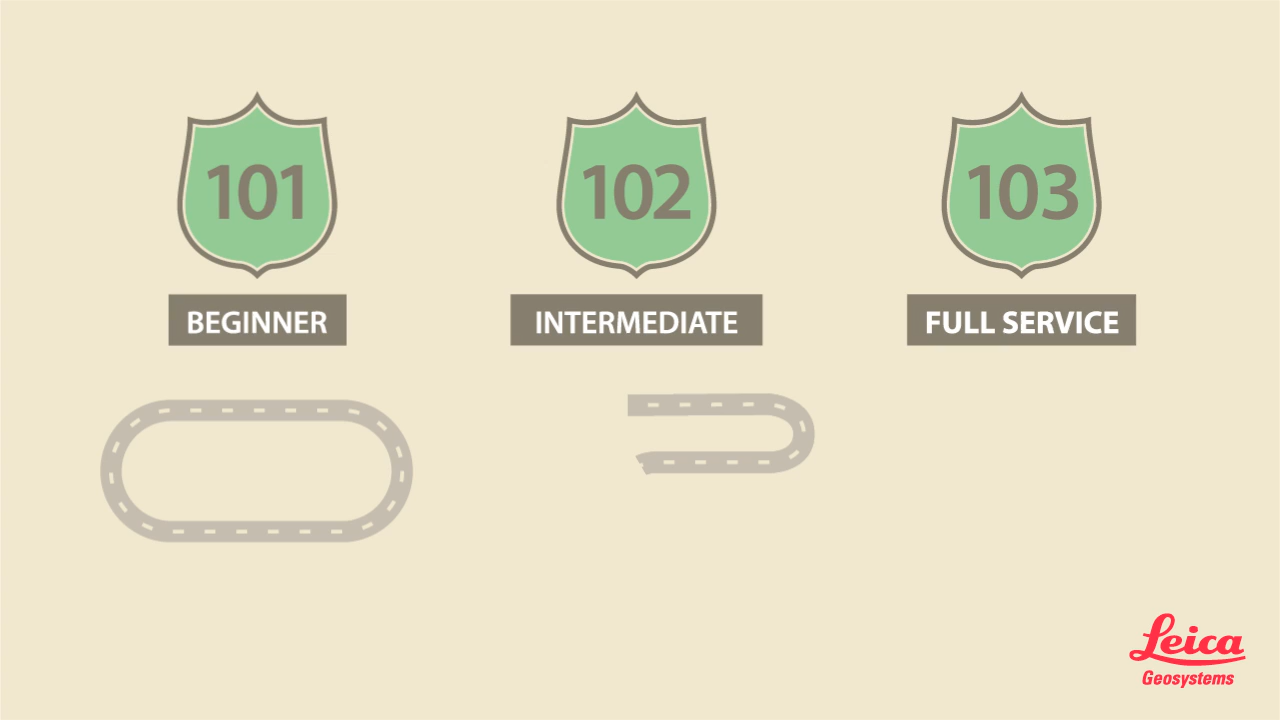 101
102
103
BEGINNER
INTERMEDIATE
FULL SERVICE
Leica
Geosystems